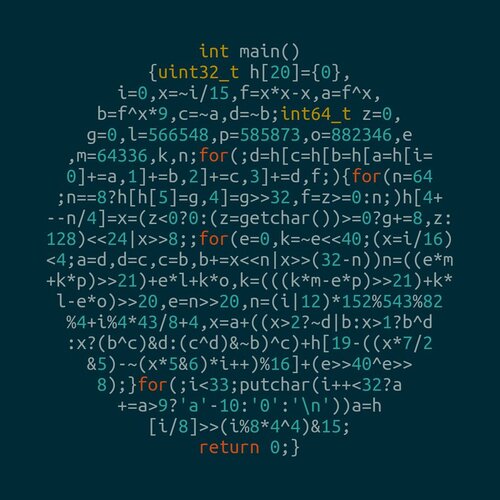 int main()
{uint32_t h[20]={0},
i=0,x=~i/15,f=x*x-x,a=f^x,
b=f^x*9,c=~a,d=~b;int64_t z=0,
g=0,l=566548,p=585873,o=882346,e
,m=64336,k,n;for(;d=h[c=h[b=h[a=h[i=
0]+=a,1]+=b,2]+=c,3]+=d,f;){for(n=64
;n==8?h[h[5]=g,4]=g>>32,f=z>=0:n;)h[4+
--n/4]=x=(z<0?0:(z=getchar())>=0?g+=8,z:
128)<<24|x>>8;;for(e=0,k=~e<<40;(x=i/16)
<4;a=d,d=c,c=b,b+=x<<n|x>>(32-n))n=((e*m
+k*p)>>21)+e*l+k*o,k=(((k*m-e*p)>>21)+k*
l-e*o)>>20,e=n>>20,n=(i|12)*152%543%82
%4+i%4*43/8+4,x=a+((x>2?~d|b:x>1?b^d
:x?(b^c)&d:(c^d)&~b)^c)+h[19-((x*7/2
&5)-~(x*5&6)*i++)%16]+(e>>40^e>>
8);}for(;i<33;putchar(i++<32?a
+=a>9?'a'-10:'0':'\n'))a=h
[i/8]>>(i%8*4^4)&15;
return 0;}